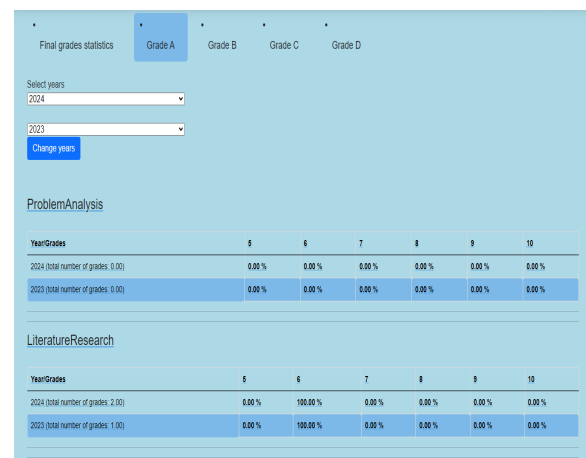 Final grades statistics Grade A Grade B Grade C Grade D
Select years
2024
2023
Change years
ProblemAnalysis
Year/Grades 5 6 7 8 9 10
2024 (total number of grades: 0.00) 0.00 % 0.00 % 0.00 % 0.00 % 0.00 % 0.00 %
2023 (total number of grades: 0.00) 0.00 % 0.00 % 0.00 % 0.00 % 0.00 % 0.00 %
LiteratureResearch
Year/Grades 5 6 7 8 9 10
2024 (total number of grades: 2.00) 0.00 % 100.00 % 0.00 % 0.00 % 0.00 % 0.00 %
2023 (total number of grades: 1.00) 0.00 % 100.00 % 0.00 % 0.00 % 0.00 % 0.00 %